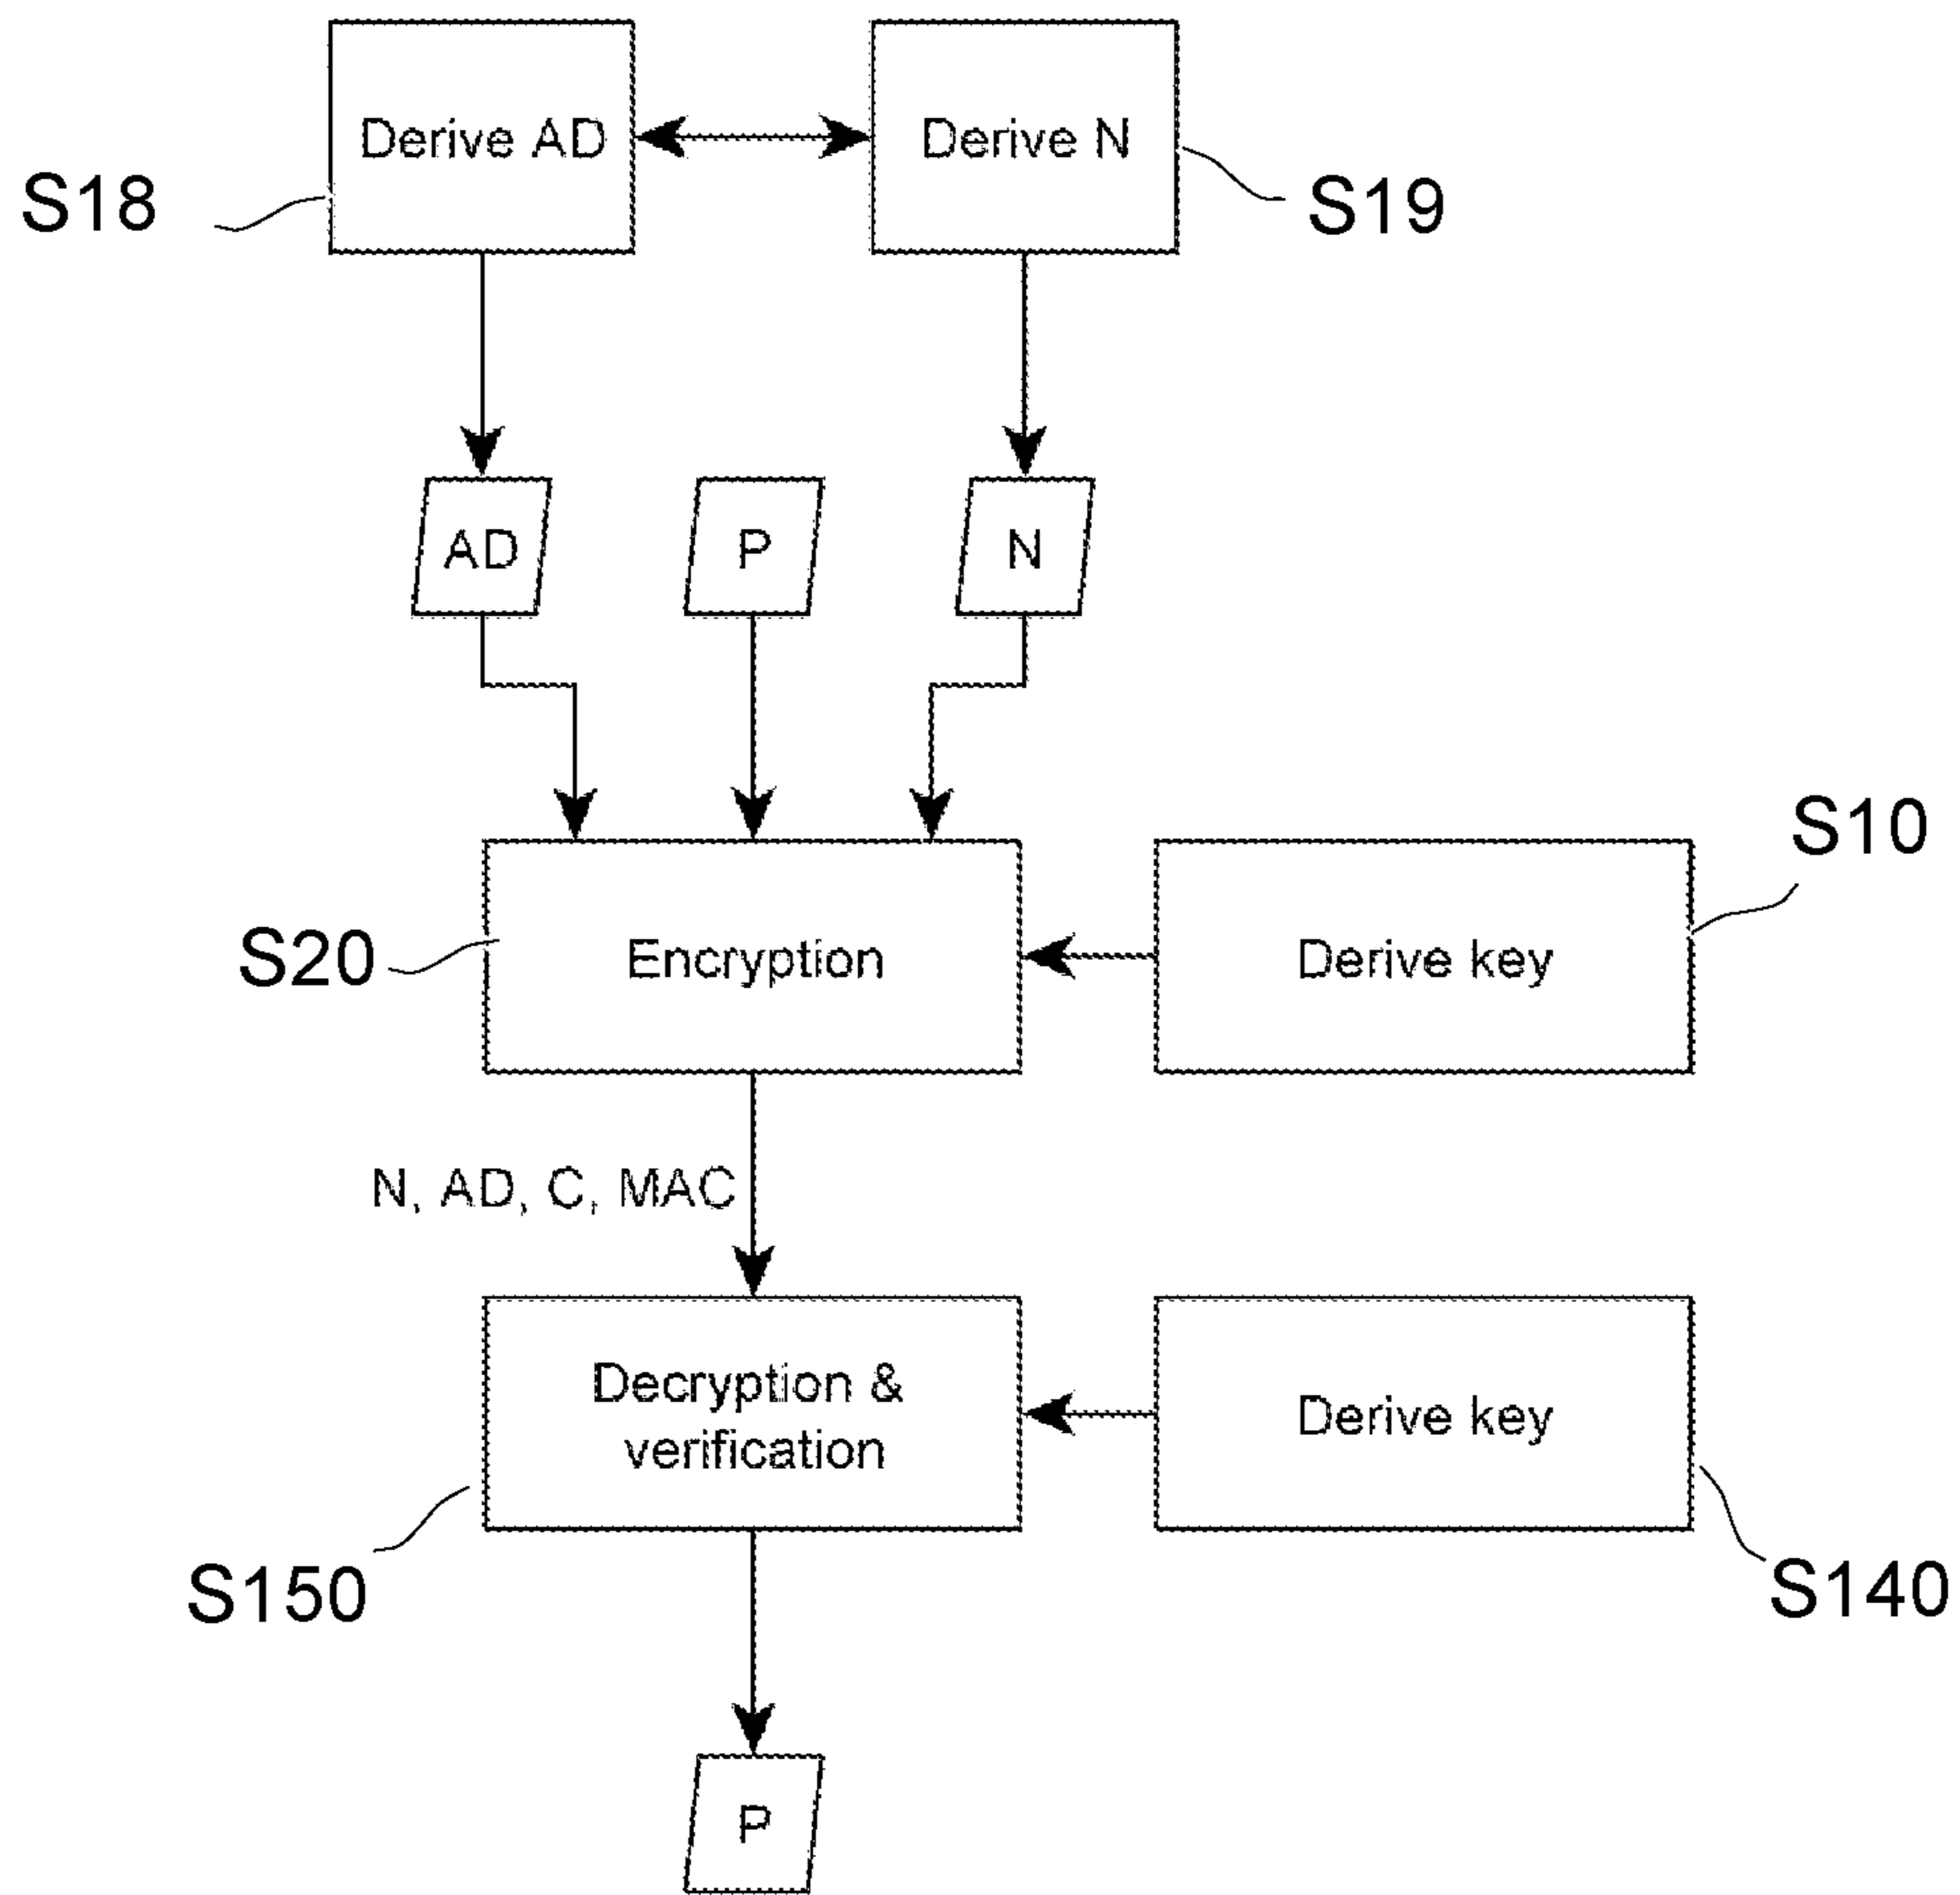 Derive AD
Derive N
S18
S19
AD
P
N
S10
S20
Encryption
Derive key
N, AD, C, MAC
Decryption &
verification
Derive key
S150
S140
P